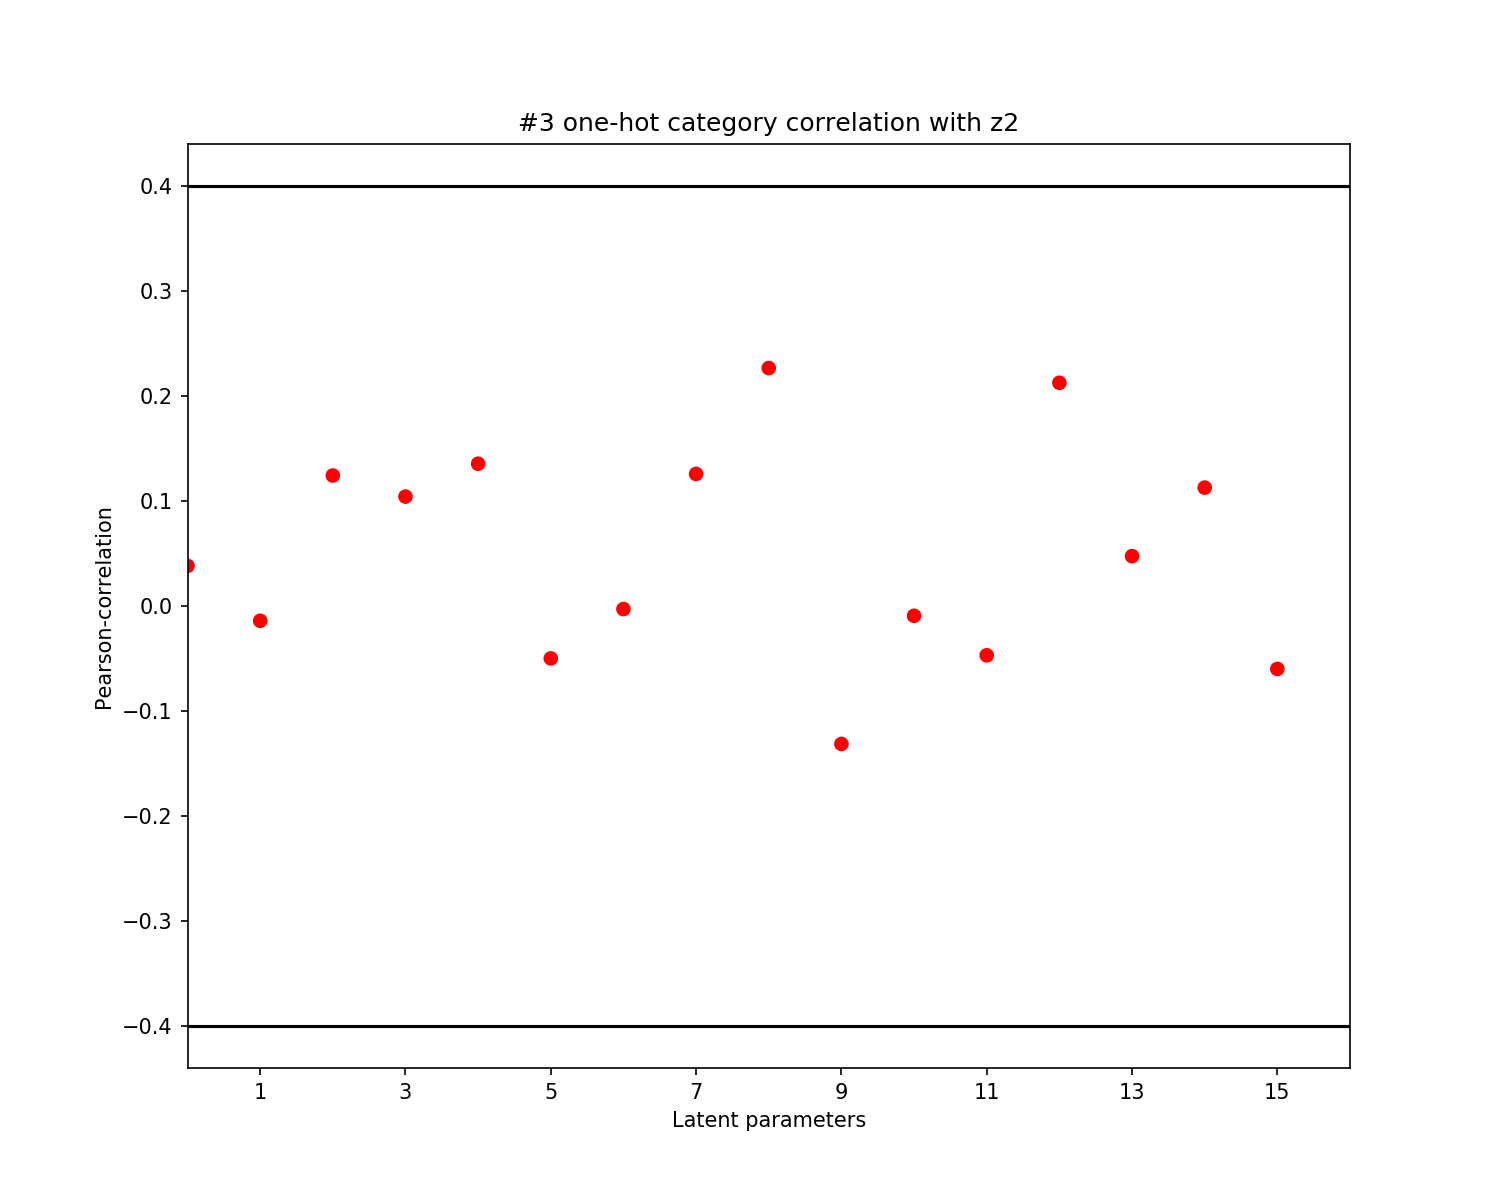 #3 one-hot category correlation with z2
0.4
0.3
0.2
0.1
0.0
−0.1
−0.2
−0.3
−0.4
Pearson-correlation
1 3 5 7 9 11 13 15
Latent parameters